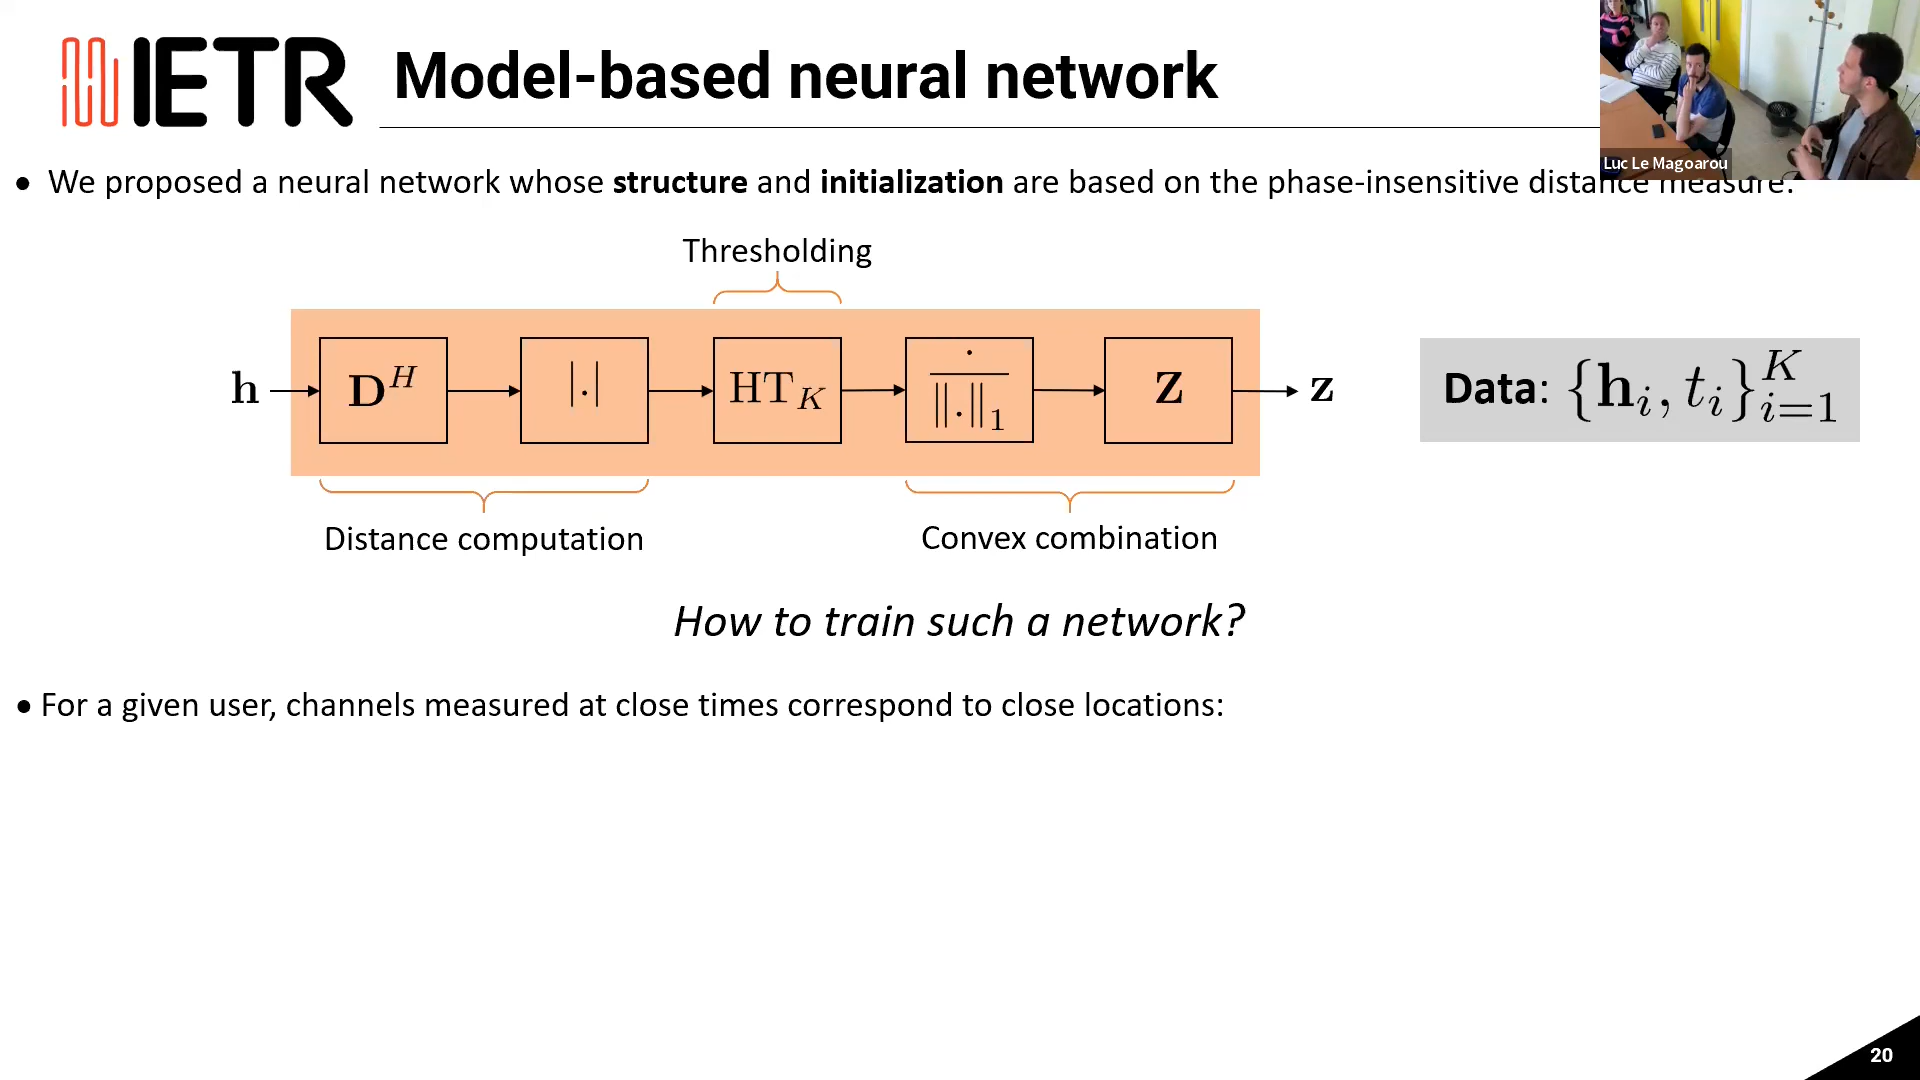 IETR
Model-based neural network
Luc Le Magoarou
• We proposed a neural network whose structure and initialization are based on the phase-insensitive distance measure.
Thresholding
h
D^H
|.|
HT_K
. / ‖.‖_1
Z
z
Data: {h_i, t_i}_{i=1}^K
Distance computation
Convex combination
How to train such a network?
• For a given user, channels measured at close times correspond to close locations:
20